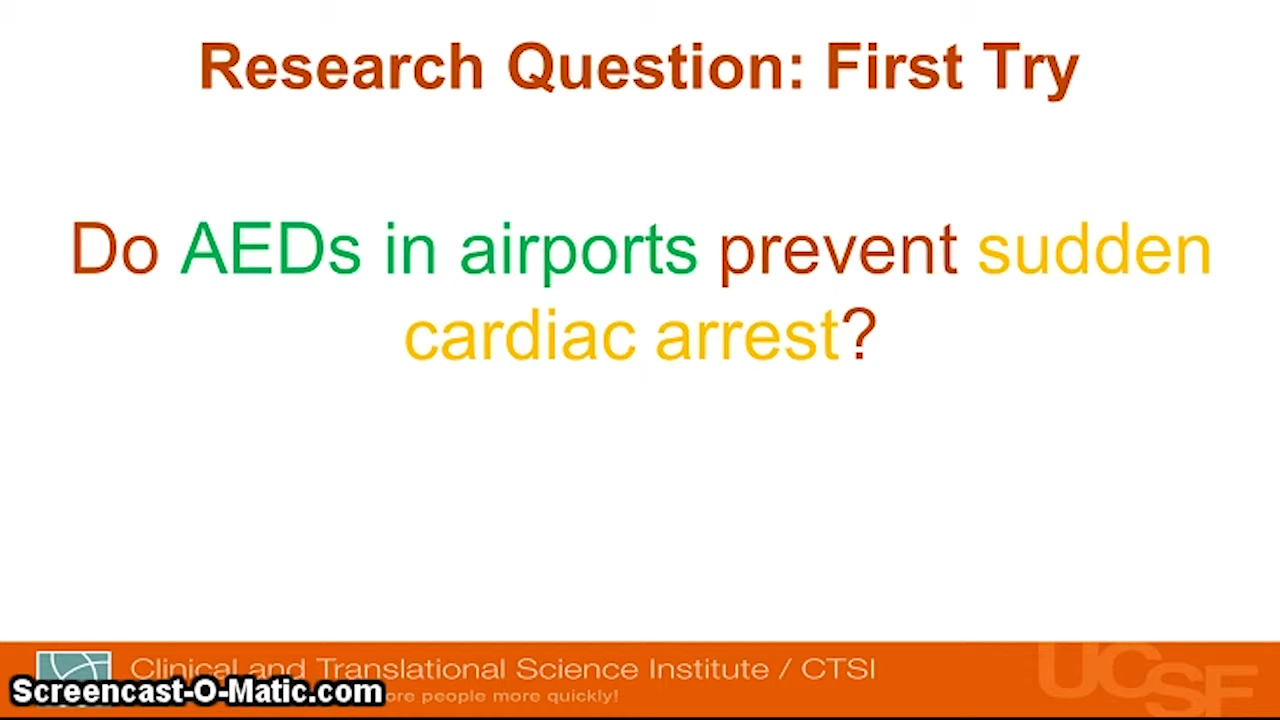 Research Question: First Try
Do AEDs in airports prevent sudden
cardiac arrest?
Clinical and Translational Science Institute / CTSI
UCSF
Screencast-O-Matic.com
people more quickly!